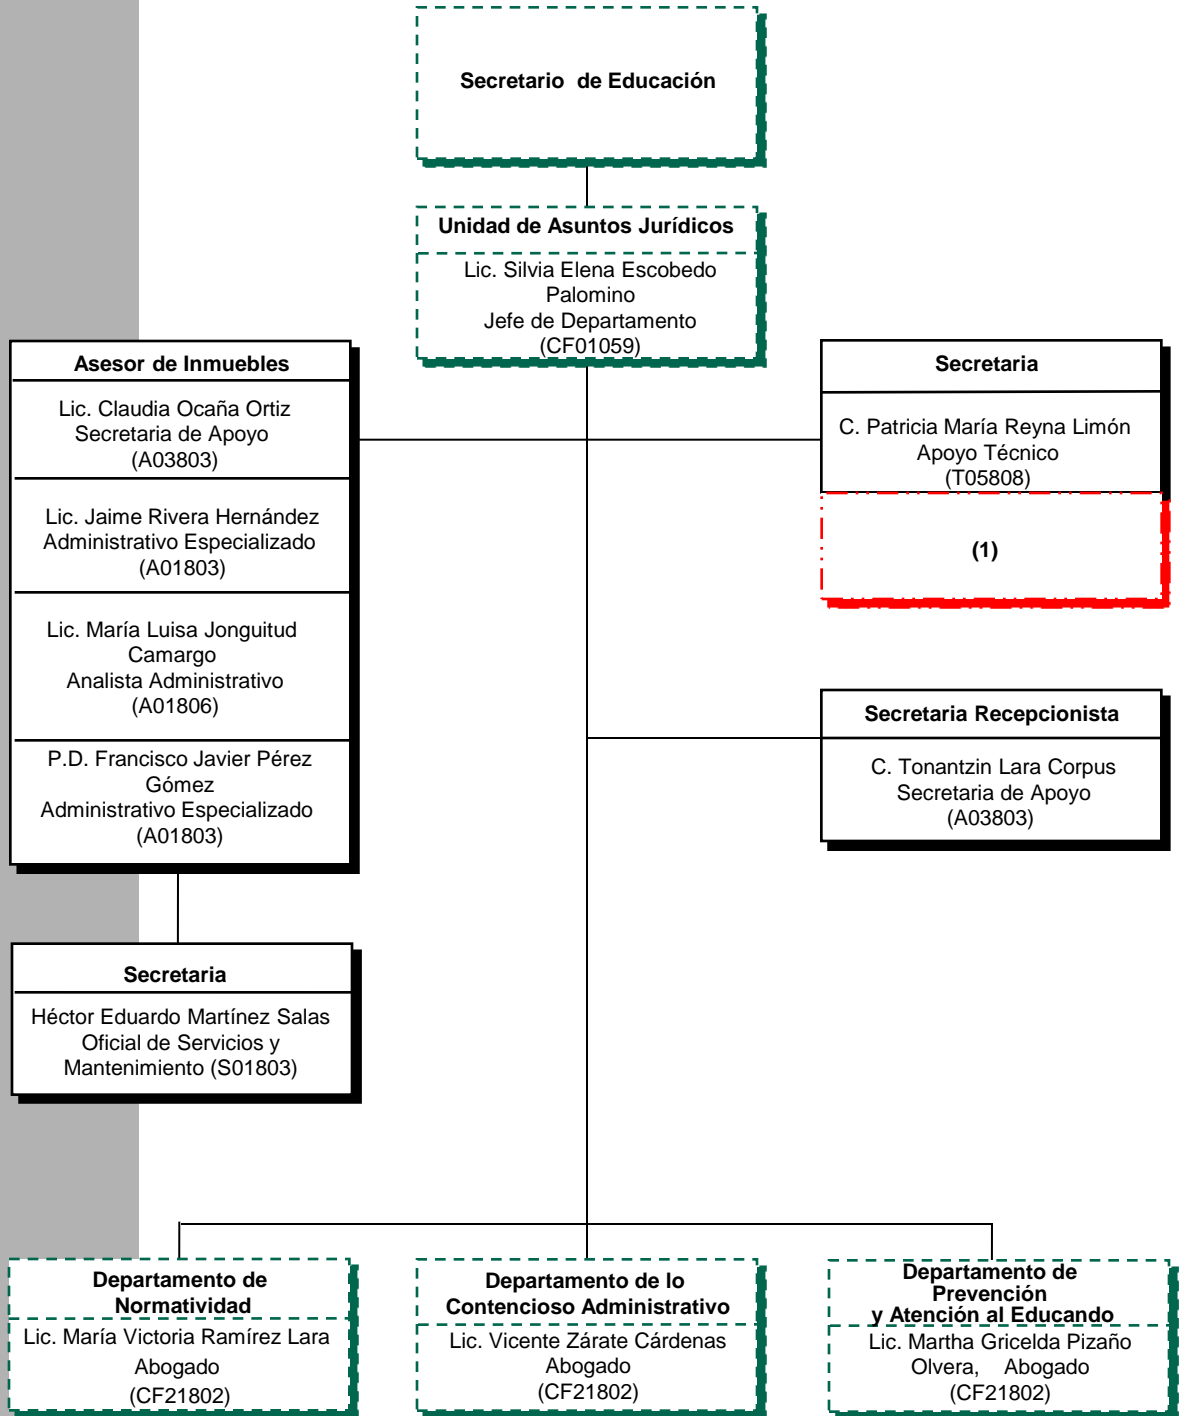 Secretario de Educación
Unidad de Asuntos Jurídicos
Lic. Silvia Elena Escobedo
Palomino
Jefe de Departamento
(CF01059)
Asesor de Inmuebles
Lic. Claudia Ocaña Ortiz
Secretaria de Apoyo
(A03803)
Lic. Jaime Rivera Hernández
Administrativo Especializado
(A01803)
Lic. María Luisa Jonguitud
Camargo
Analista Administrativo
(A01806)
P.D. Francisco Javier Pérez
Gómez
Administrativo Especializado
(A01803)
Secretaria
C. Patricia María Reyna Limón
Apoyo Técnico
(T05808)
(1)
Secretaria Recepcionista
C. Tonantzin Lara Corpus
Secretaria de Apoyo
(A03803)
Secretaria
Héctor Eduardo Martínez Salas
Oficial de Servicios y
Mantenimiento (S01803)
Departamento de
Normatividad
Lic. María Victoria Ramírez Lara
Abogado
(CF21802)
Departamento de lo
Contencioso Administrativo
Lic. Vicente Zárate Cárdenas
Abogado
(CF21802)
Departamento de
Prevención
y Atención al Educando
Lic. Martha Gricelda Pizaño
Olvera, Abogado
(CF21802)